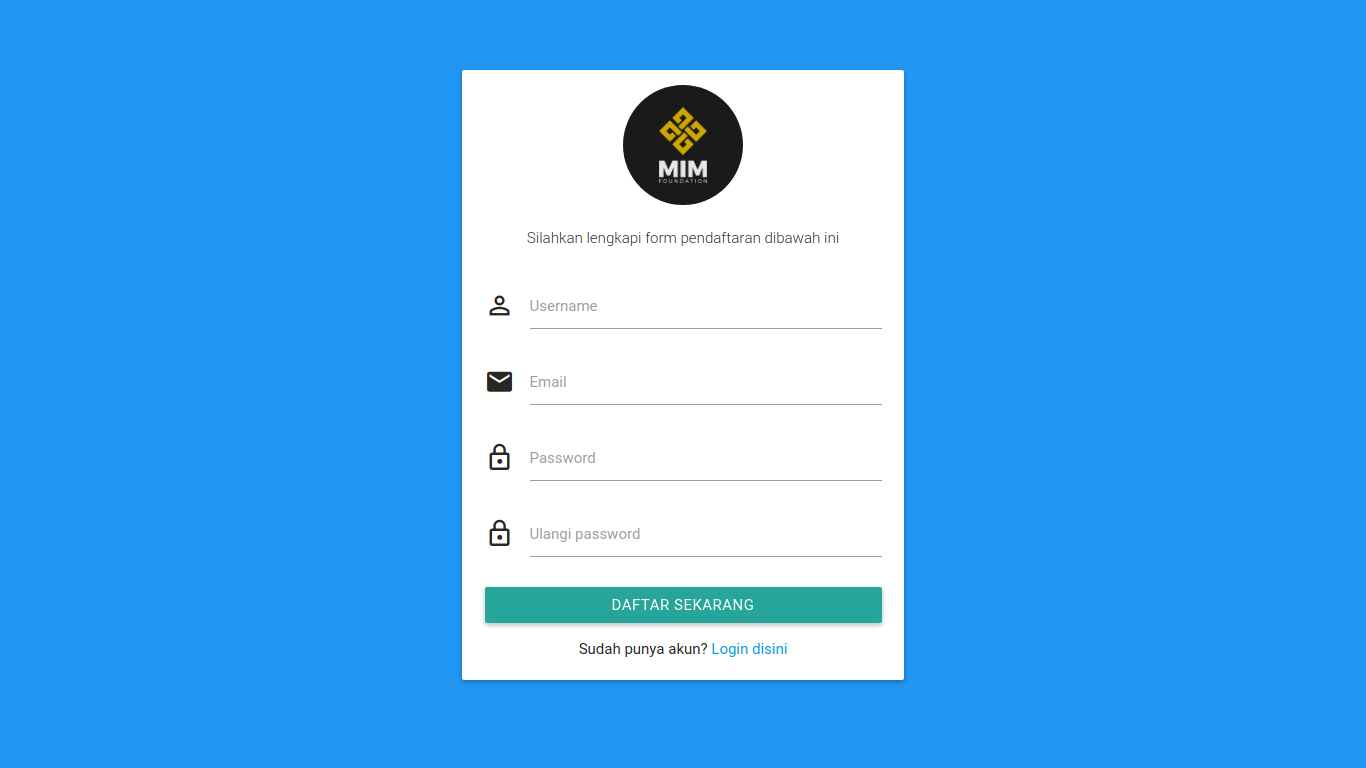 MIM
FOUNDATION
Silahkan lengkapi form pendaftaran dibawah ini
Username
Email
Password
Ulangi password
DAFTAR SEKARANG
Sudah punya akun? Login disini